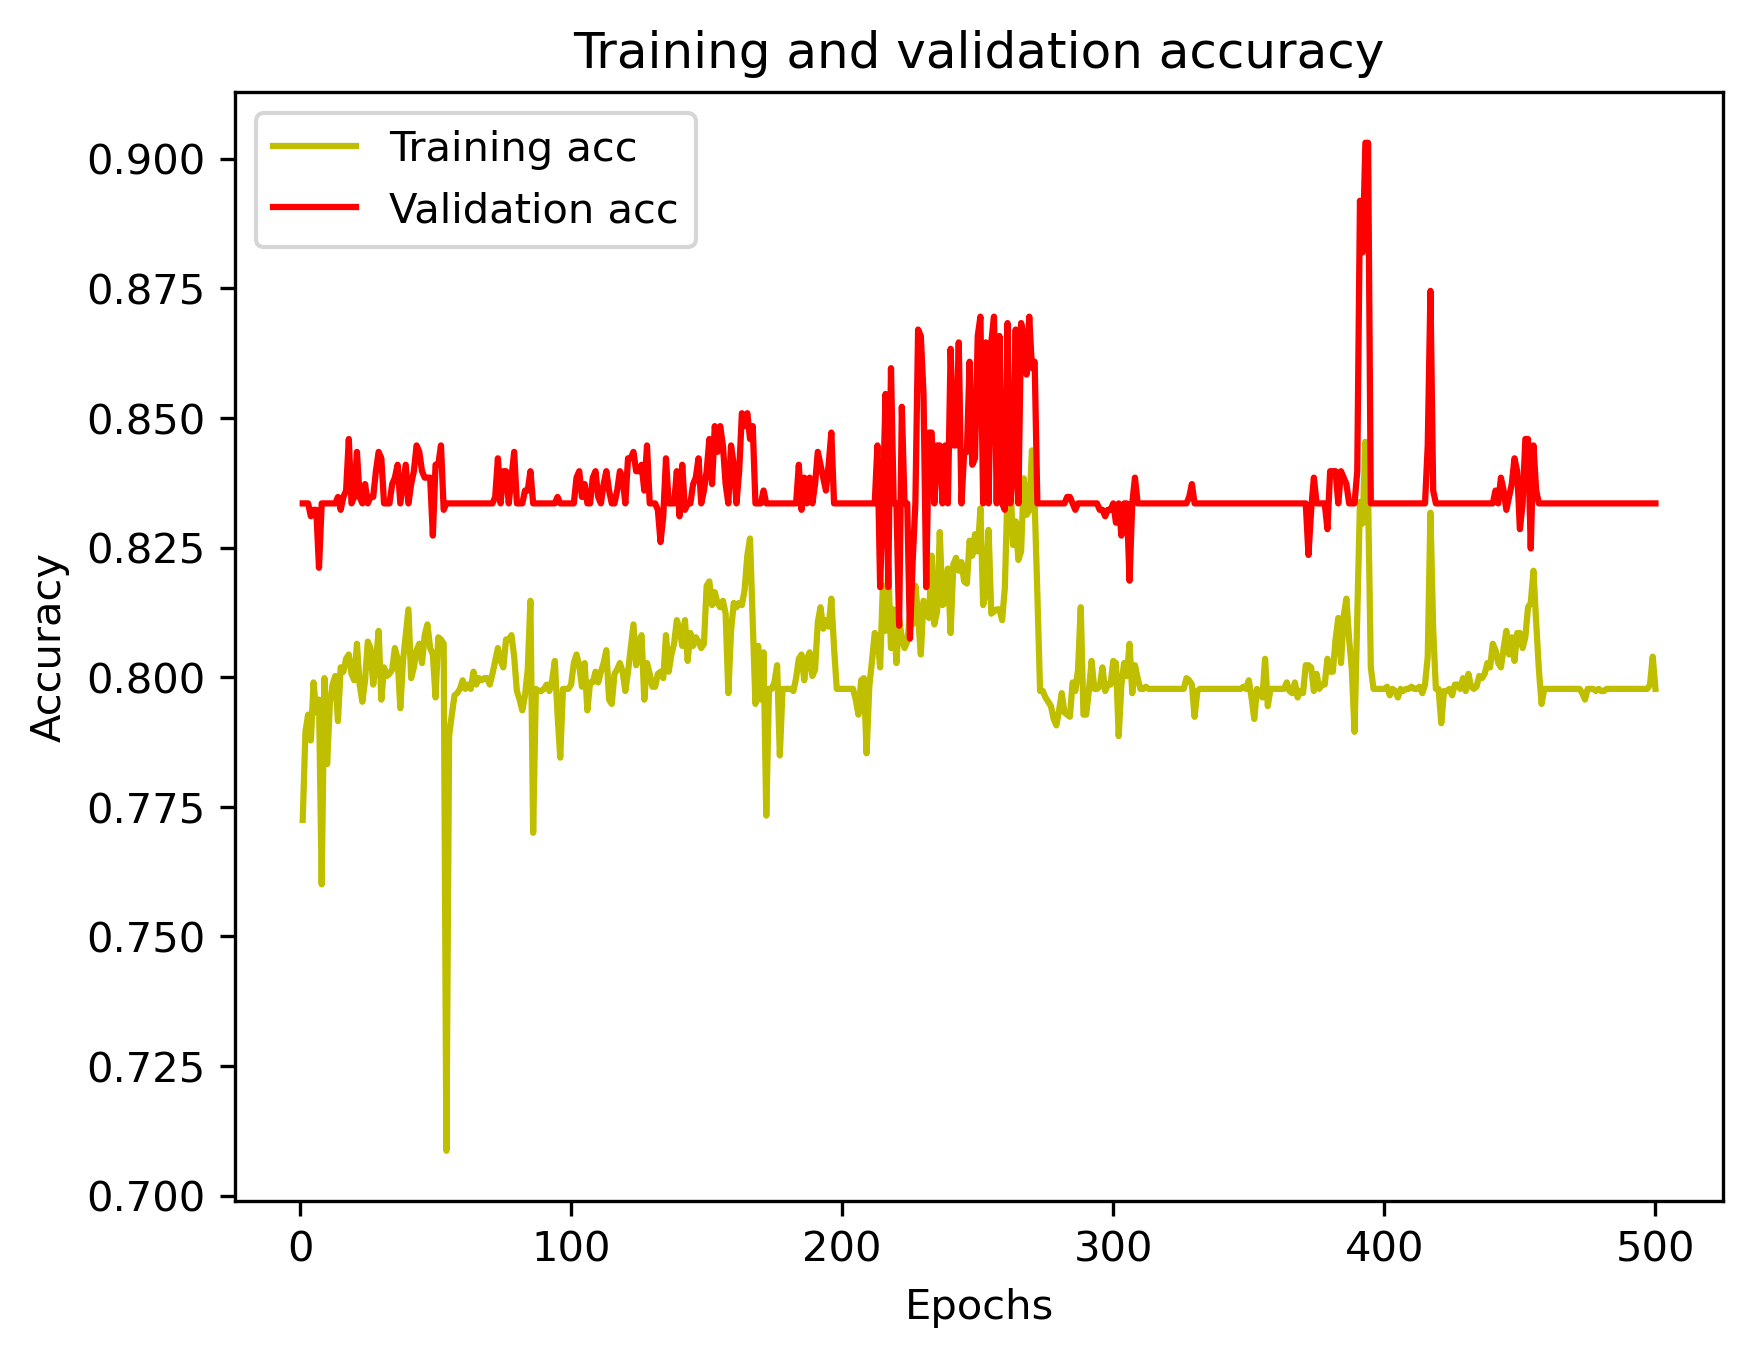 Training and validation accuracy
Training acc
Validation acc
0.900
0.875
0.850
0.825
0.800
0.775
0.750
0.725
0.700
Accuracy
0 100 200 300 400 500
Epochs